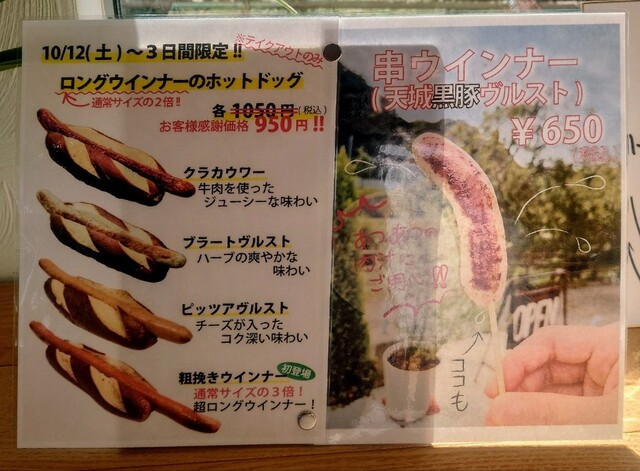 10/12(土)～3日間限定!!
※テイクアウトのみ
ロングウインナーのホットドッグ
通常サイズの2倍!!
各 1050円(税込)
お客様感謝価格 950円!!
クラカウワー
牛肉を使った
ジューシーな味わい
ブラートヴルスト
ハーブの爽やかな
味わい
ピッツアヴルスト
チーズが入った
コク深い味わい
粗挽きウインナー 初登場
通常サイズの3倍!
超ロングウインナー!
串ウインナー
(天城黒豚ヴルスト)
¥650
あつあつの
ご用心!!
OPEN
ココも